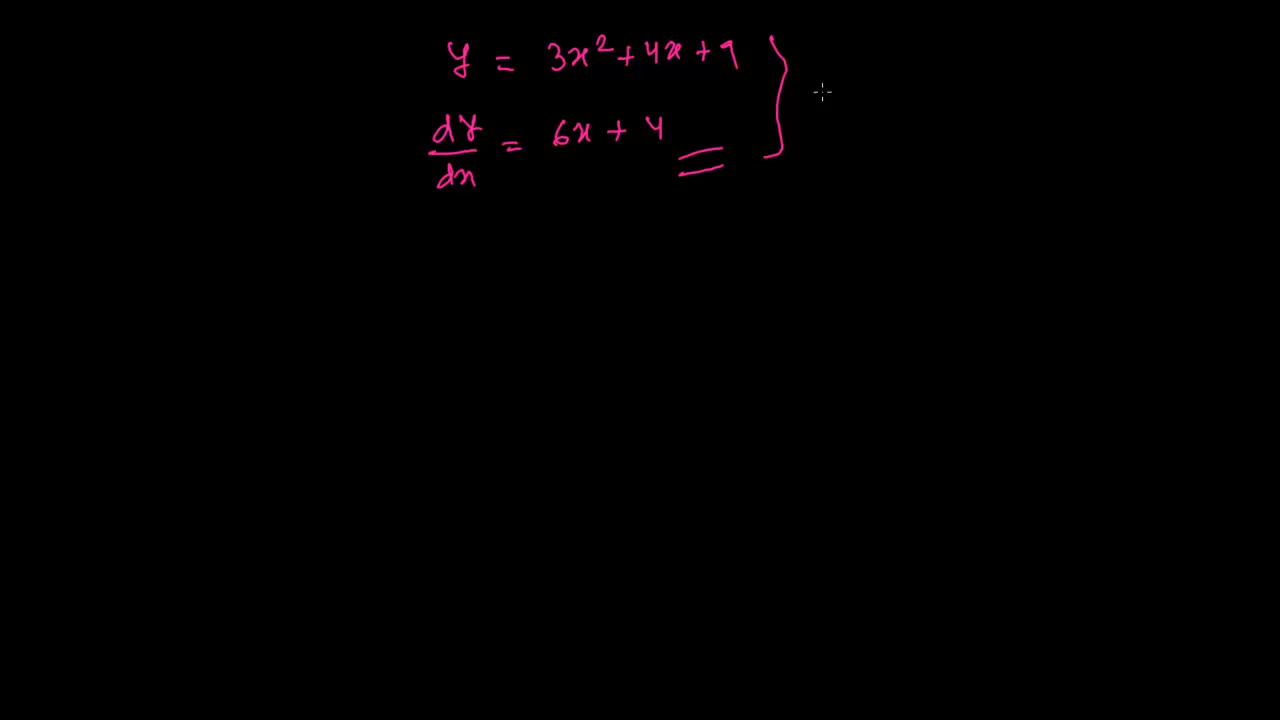 y = 3x² + 4x + 9
dy/dx = 6x + 4